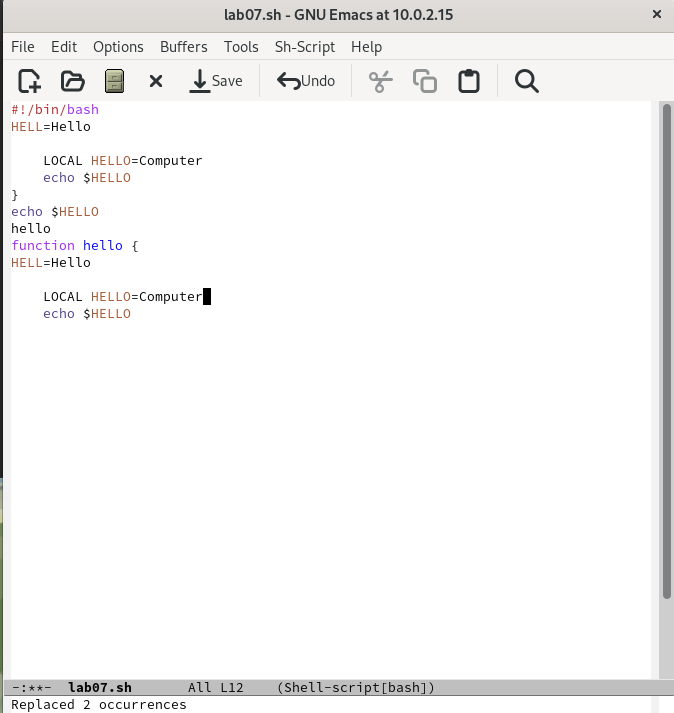 lab07.sh - GNU Emacs at 10.0.2.15
File Edit Options Buffers Tools Sh-Script Help
Save Undo
#!/bin/bash
HELL=Hello
LOCAL HELLO=Computer
echo $HELLO
}
echo $HELLO
hello
function hello {
HELL=Hello
LOCAL HELLO=Computer
echo $HELLO
-:**- lab07.sh All L12 (Shell-script[bash])
Replaced 2 occurrences